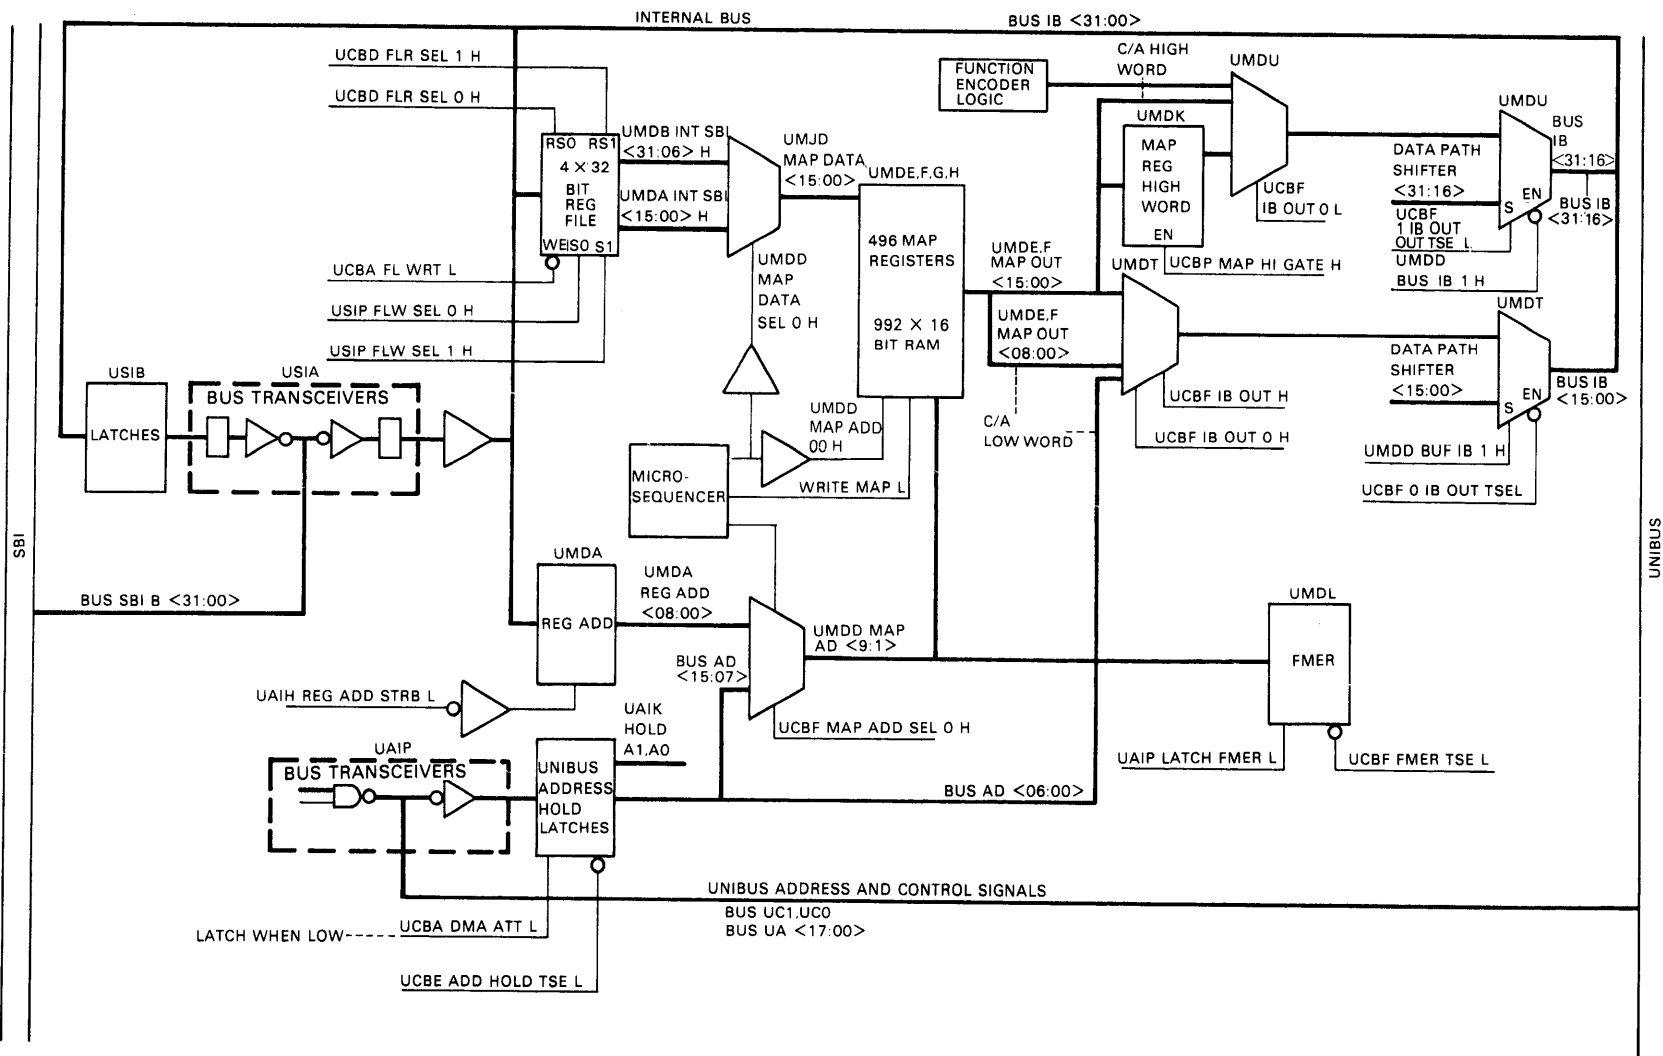 INTERNAL BUS
BUS IB <31:00>
UCBD FLR SEL 1 H
UCBD FLR SEL 0 H
RS0 RS1
4 X 32
BIT
REG
FILE
WE S0 S1
UCBA FL WRT L
USIP FLW SEL 0 H
USIP FLW SEL 1 H
UMDB INT SBI
<31:06> H
UMDA INT SBI
<15:00> H
UMJD
MAP DATA
<15:00>
UMDD
MAP
DATA
SEL 0 H
UMDE,F,G,H
496 MAP
REGISTERS
992 X 16
BIT RAM
FUNCTION
ENCODER
LOGIC
C/A HIGH
WORD
UMDU
UMDK
MAP
REG
HIGH
WORD
EN
UCBP MAP HI GATE H
UCBF
IB OUT 0 L
UMDE,F
MAP OUT
<15:00>
UMDE,F
MAP OUT
<08:00>
C/A
LOW WORD
UMDT
UCBF IB OUT H
UCBF IB OUT 0 H
UMDU
BUS
IB
<31:16>
DATA PATH
SHIFTER
<31:16>
S EN
BUS IB
<31:16>
UCBF
1 IB OUT
OUT TSE L
UMDD
BUS IB 1 H
UMDT
DATA PATH
SHIFTER
<15:00>
S EN
BUS IB
<15:00>
UMDD BUF IB 1 H
UCBF 0 IB OUT TSEL
USIB
LATCHES
USIA
BUS TRANSCEIVERS
UMDD
MAP ADD
00 H
MICRO-
SEQUENCER
WRITE MAP L
SBI
UNIBUS
BUS SBI B <31:00>
UMDA
REG ADD
UMDA
REG ADD
<08:00>
BUS AD
<15:07>
UMDD MAP
AD <9:1>
UCBF MAP ADD SEL 0 H
UAIH REG ADD STRB L
UMDL
FMER
UAIP LATCH FMER L
UCBF FMER TSE L
UAIK
HOLD
A1,A0
UAIP
BUS TRANSCEIVERS
UNIBUS
ADDRESS
HOLD
LATCHES
BUS AD <06:00>
UNIBUS ADDRESS AND CONTROL SIGNALS
BUS UC1,UC0
BUS UA <17:00>
LATCH WHEN LOW
UCBA DMA ATT L
UCBE ADD HOLD TSE L